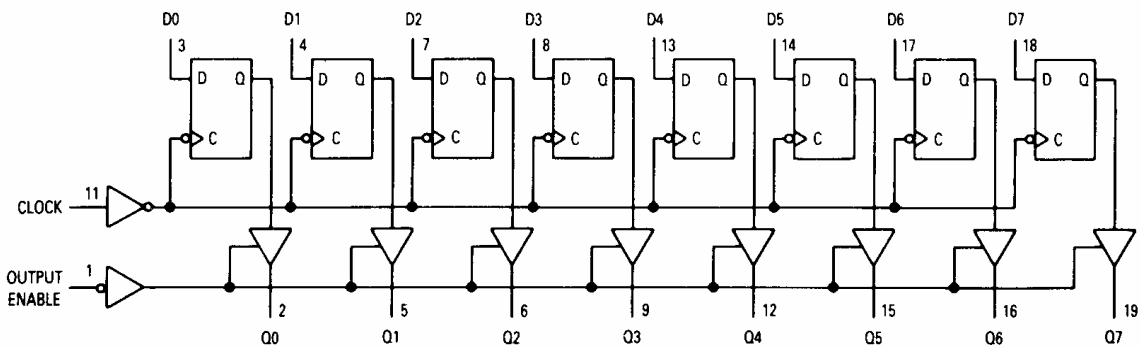 D0 D1 D2 D3 D4 D5 D6 D7
3 4 7 8 13 14 17 18
D Q D Q D Q D Q D Q D Q D Q D Q
C C C C C C C C
11
CLOCK
1
OUTPUT
ENABLE
2 5 6 9 12 15 16 19
Q0 Q1 Q2 Q3 Q4 Q5 Q6 Q7